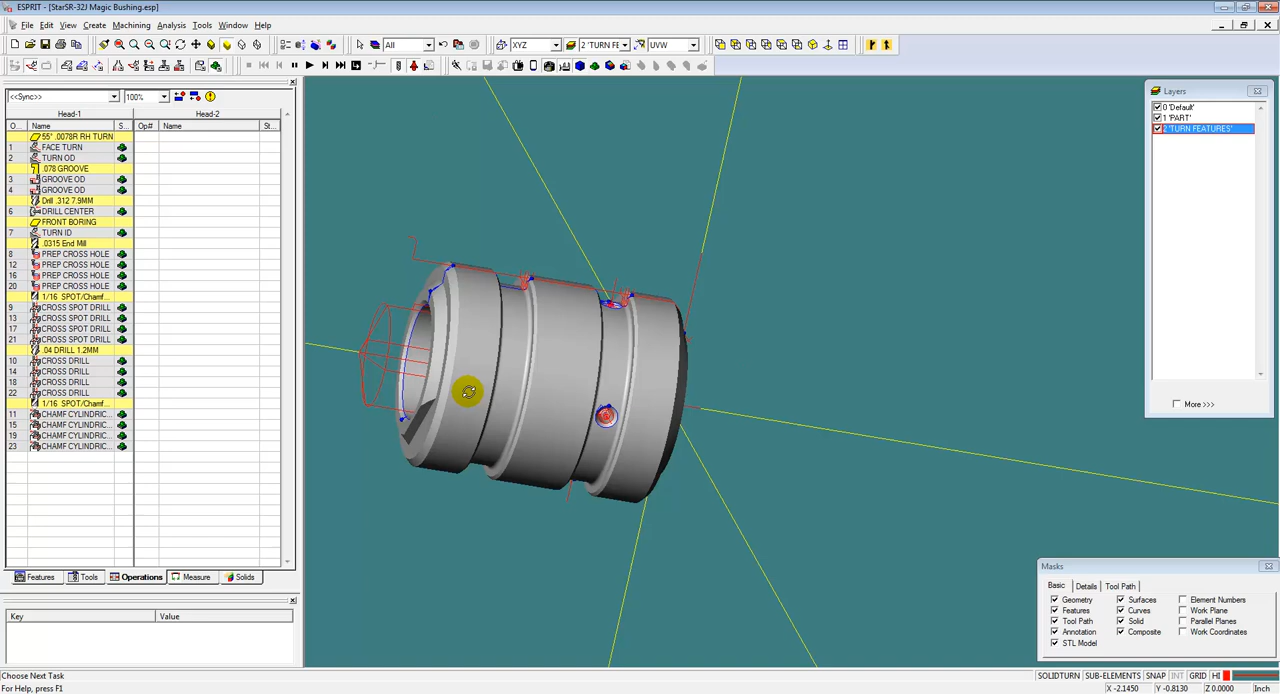 ESPRIT - [StarSR-32J Magic Bushing.esp]
File Edit View Create Machining Analysis Tools Window Help
All XYZ 2 'TURN FE UVW
<<Sync>> 100%
Head-1 Head-2
O... Name S... Op# Name St...
55° .0078R RH TURN
1 FACE TURN
2 TURN OD
.078 GROOVE
3 GROOVE OD
4 GROOVE OD
Drill .312 7.9MM
6 DRILL CENTER
FRONT BORING
7 TURN ID
.0315 End Mill
8 PREP CROSS HOLE
12 PREP CROSS HOLE
16 PREP CROSS HOLE
20 PREP CROSS HOLE
1/16 SPOT/Chamf...
9 CROSS SPOT DRILL
13 CROSS SPOT DRILL
17 CROSS SPOT DRILL
21 CROSS SPOT DRILL
.04 DRILL 1.2MM
10 CROSS DRILL
14 CROSS DRILL
18 CROSS DRILL
22 CROSS DRILL
1/16 SPOT/Chamf...
11 CHAMF CYLINDRIC...
15 CHAMF CYLINDRIC...
19 CHAMF CYLINDRIC...
23 CHAMF CYLINDRIC...
Features Tools Operations Measure Solids
Key Value
Layers
0 'Default'
1 'PART'
2 'TURN FEATURES'
More >>>
Masks
Basic Details Tool Path
Geometry Surfaces Element Numbers
Features Curves Work Plane
Tool Path Solid Parallel Planes
Annotation Composite Work Coordinates
STL Model
Choose Next Task SOLIDTURN SUB-ELEMENTS SNAP INT GRID HI
For Help, press F1 X -2.1450 Y -0.8130 Z 0.0000 Inch